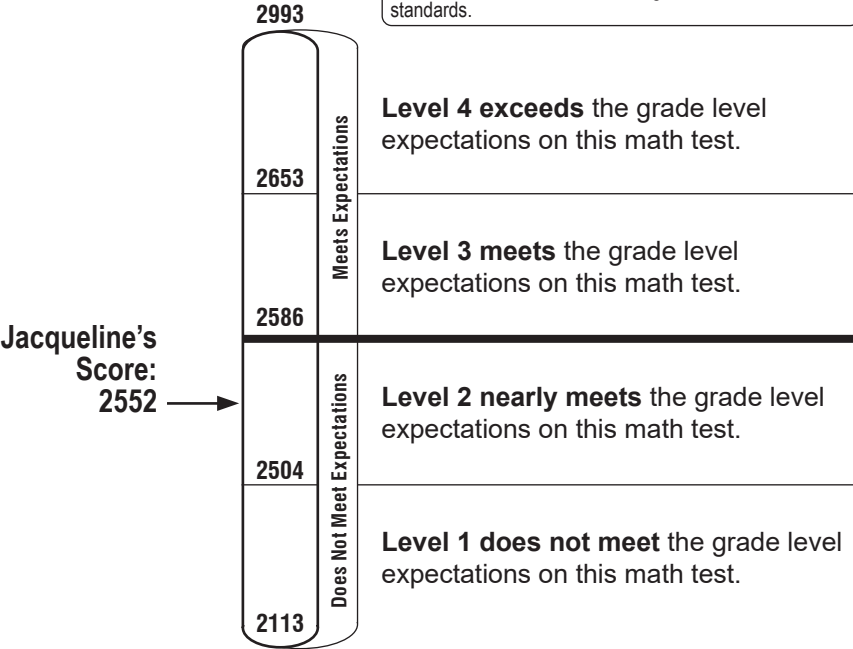 standards.
2993
Level 4 exceeds the grade level
expectations on this math test.
2653
Meets Expectations
Level 3 meets the grade level
expectations on this math test.
2586
Jacqueline’s
Score:
2552
Level 2 nearly meets the grade level
expectations on this math test.
2504
Does Not Meet Expectations
Level 1 does not meet the grade level
expectations on this math test.
2113